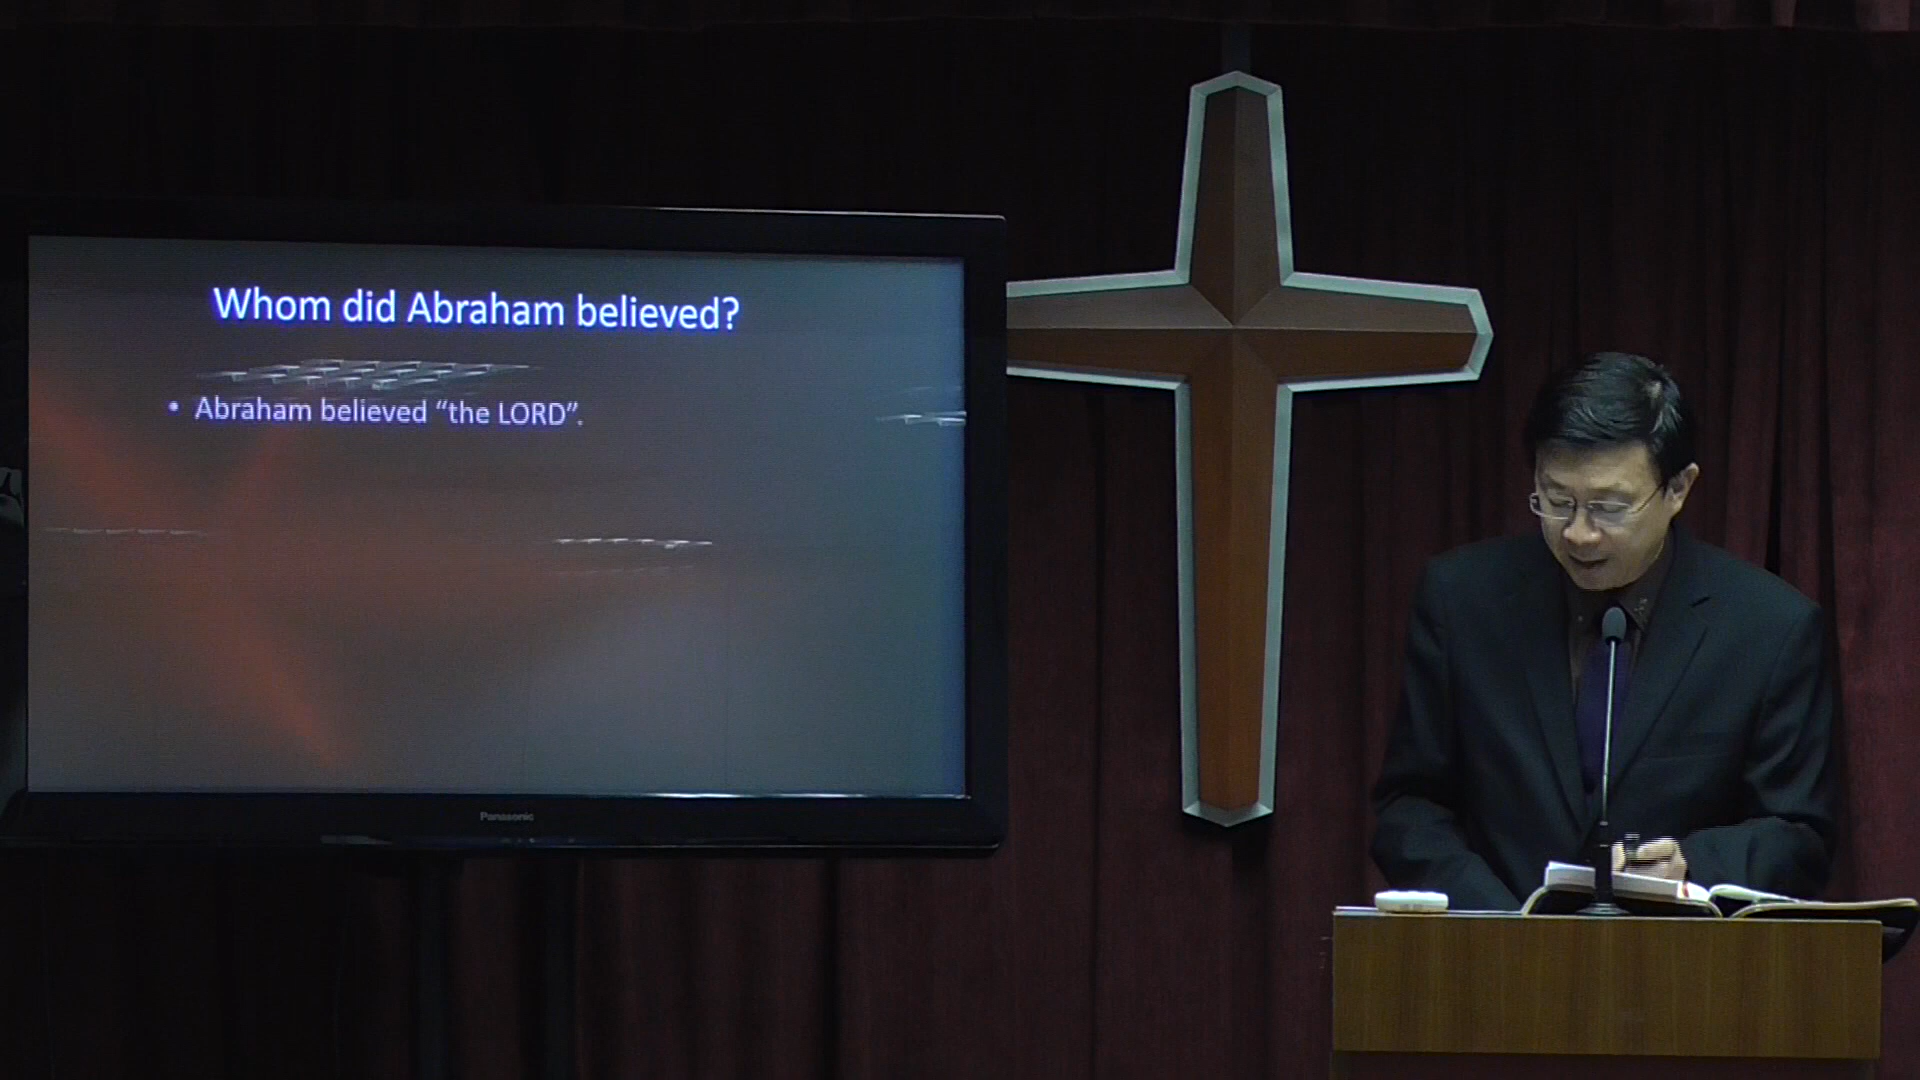 Whom did Abraham believed?
• Abraham believed “the LORD”.
Panasonic